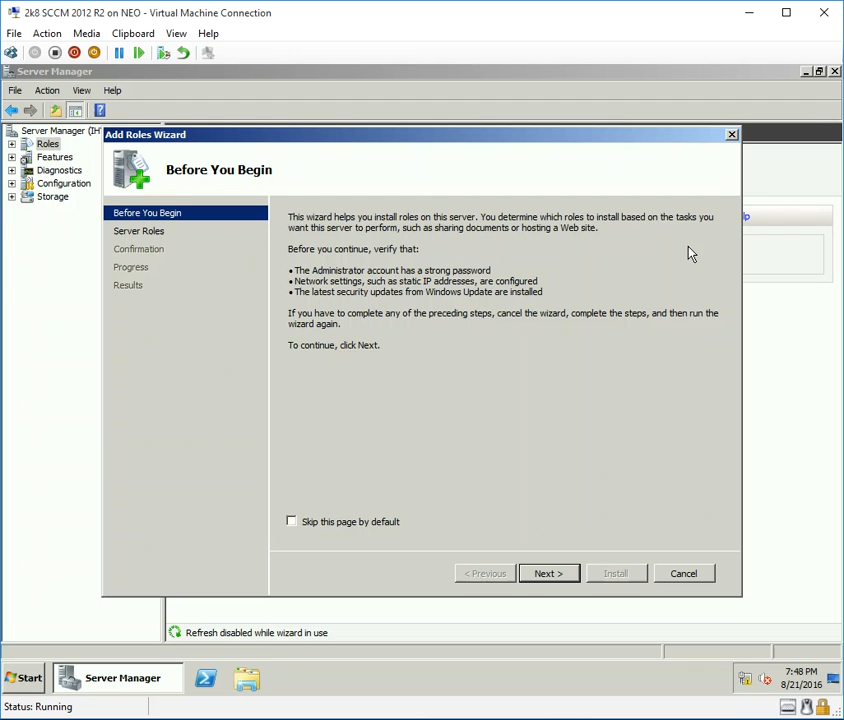 2k8 SCCM 2012 R2 on NEO - Virtual Machine Connection
File Action Media Clipboard View Help
Server Manager
File Action View Help
Server Manager (IH
Roles
Features
Diagnostics
Configuration
Storage
Add Roles Wizard
Before You Begin
Before You Begin
Server Roles
Confirmation
Progress
Results
This wizard helps you install roles on this server. You determine which roles to install based on the tasks you
want this server to perform, such as sharing documents or hosting a Web site.
Before you continue, verify that:
• The Administrator account has a strong password
• Network settings, such as static IP addresses, are configured
• The latest security updates from Windows Update are installed
If you have to complete any of the preceding steps, cancel the wizard, complete the steps, and then run the
wizard again.
To continue, click Next.
Skip this page by default
< Previous Next > Install Cancel
Refresh disabled while wizard in use
Start Server Manager
7:48 PM
8/21/2016
Status: Running